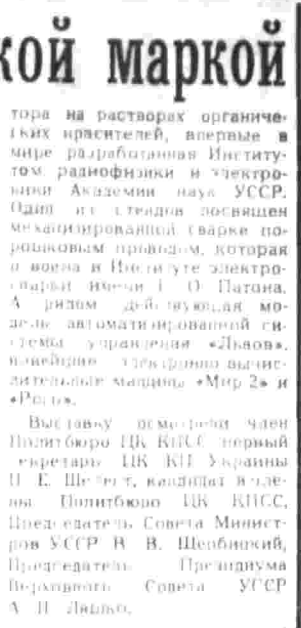 кой маркой
тора на растворах органиче-
ских красителей, впервые в
мире разработанная Институ-
том радиофизики и электро-
ники Академии наук УССР.
Один из стендов посвящен
механизированной сварке по-
рошковым проводом, которая
в Институте электро-
сварки имени Е. О. Патона.
А рядом действующая мо-
дель автоматизированной си-
стемы управления «Львов»,
новейшие электронно-вычис-
лительные машины «Мир 2» и
Выставку осмотрели член
Политбюро ЦК КПСС, первый
секретарь ЦК КП Украины
П. Е. Шелест, кандидат в чле-
ны Политбюро ЦК КПСС,
Председатель Совета Минист-
ров УССР В. В. Щербицкий,
Председатель Президиума
Верховного Совета УССР
А. П. Ляшко.